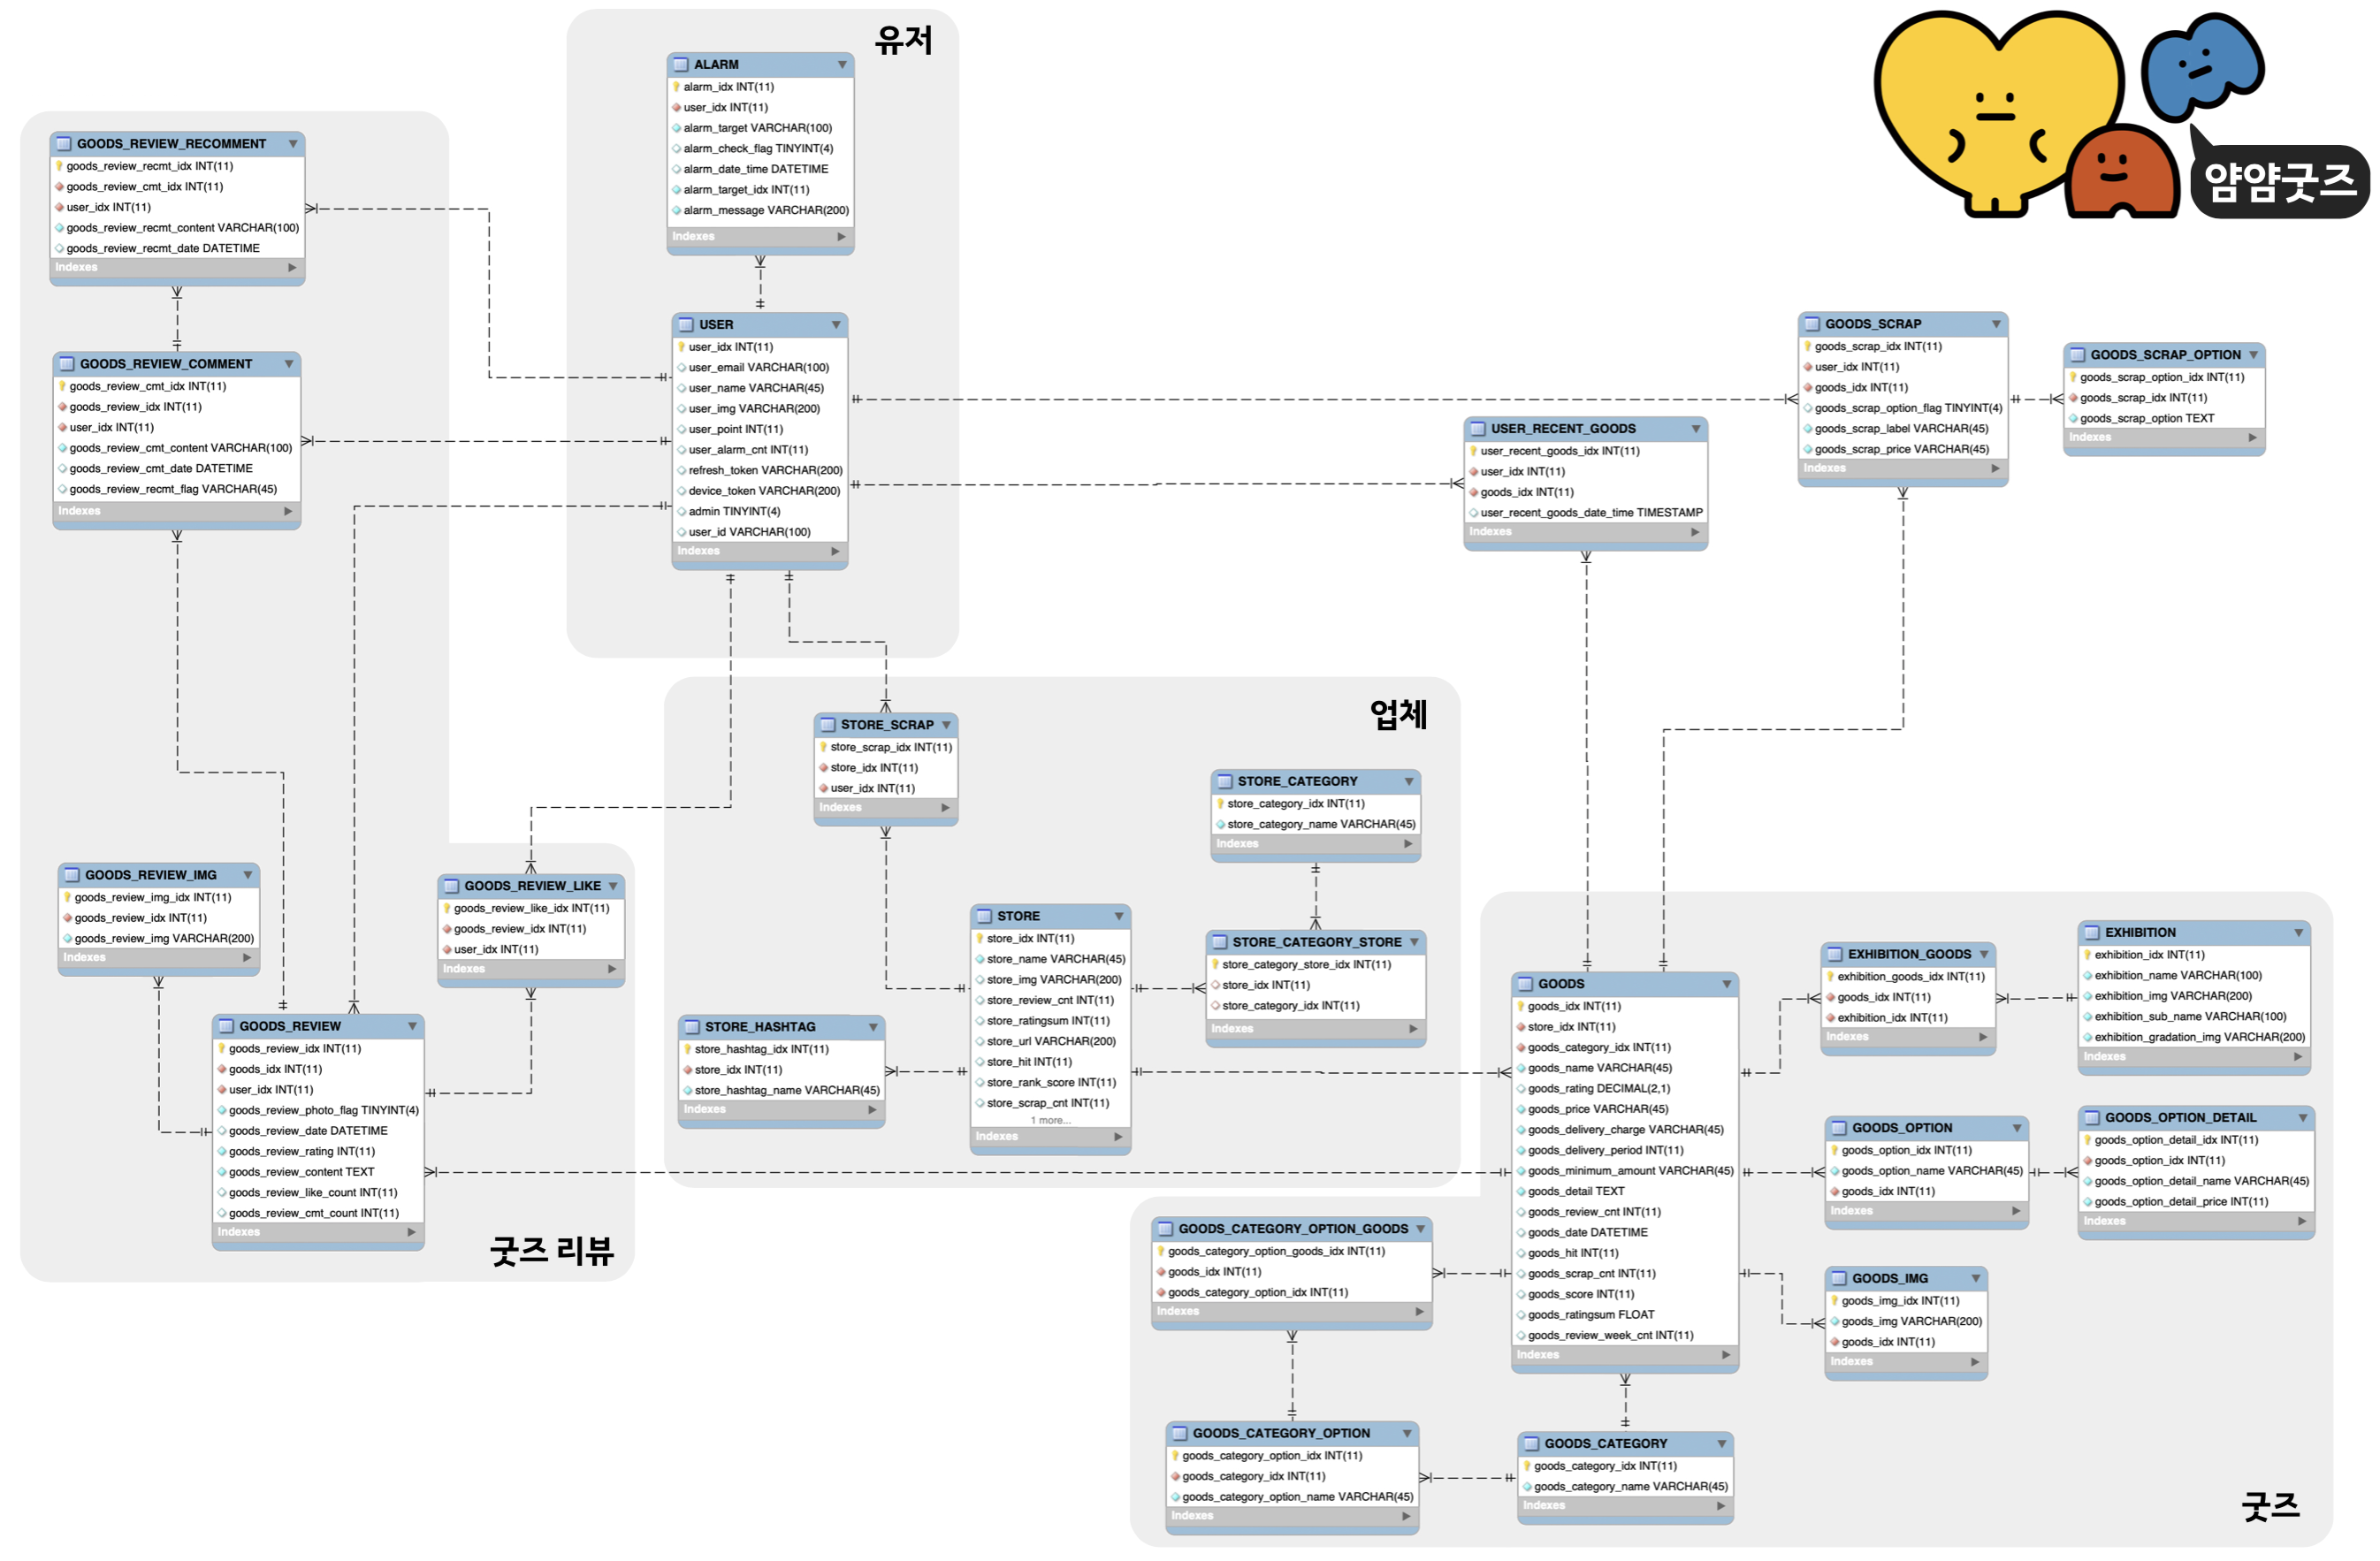 유저
ALARM
alarm_idx INT(11)
user_idx INT(11)
alarm_target VARCHAR(100)
alarm_check_flag TINYINT(4)
alarm_date_time DATETIME
alarm_target_idx INT(11)
alarm_message VARCHAR(200)
Indexes
얌얌굿즈
GOODS_REVIEW_RECOMMENT
goods_review_recmt_idx INT(11)
goods_review_cmt_idx INT(11)
user_idx INT(11)
goods_review_recmt_content VARCHAR(100)
goods_review_recmt_date DATETIME
Indexes
GOODS_REVIEW_COMMENT
goods_review_cmt_idx INT(11)
goods_review_idx INT(11)
user_idx INT(11)
goods_review_cmt_content VARCHAR(100)
goods_review_cmt_date DATETIME
goods_review_recmt_flag VARCHAR(45)
Indexes
USER
user_idx INT(11)
user_email VARCHAR(100)
user_name VARCHAR(45)
user_img VARCHAR(200)
user_point INT(11)
user_alarm_cnt INT(11)
refresh_token VARCHAR(200)
device_token VARCHAR(200)
admin TINYINT(4)
user_id VARCHAR(100)
Indexes
GOODS_SCRAP
goods_scrap_idx INT(11)
user_idx INT(11)
goods_idx INT(11)
goods_scrap_option_flag TINYINT(4)
goods_scrap_label VARCHAR(45)
goods_scrap_price VARCHAR(45)
Indexes
GOODS_SCRAP_OPTION
goods_scrap_option_idx INT(11)
goods_scrap_idx INT(11)
goods_scrap_option TEXT
Indexes
USER_RECENT_GOODS
user_recent_goods_idx INT(11)
user_idx INT(11)
goods_idx INT(11)
user_recent_goods_date_time TIMESTAMP
Indexes
업체
STORE_SCRAP
store_scrap_idx INT(11)
store_idx INT(11)
user_idx INT(11)
Indexes
STORE_CATEGORY
store_category_idx INT(11)
store_category_name VARCHAR(45)
Indexes
GOODS_REVIEW_IMG
goods_review_img_idx INT(11)
goods_review_idx INT(11)
goods_review_img VARCHAR(200)
Indexes
GOODS_REVIEW_LIKE
goods_review_like_idx INT(11)
goods_review_idx INT(11)
user_idx INT(11)
Indexes
STORE
store_idx INT(11)
store_name VARCHAR(45)
store_img VARCHAR(200)
store_review_cnt INT(11)
store_ratingsum INT(11)
store_url VARCHAR(200)
store_hit INT(11)
store_rank_score INT(11)
store_scrap_cnt INT(11)
1 more...
Indexes
STORE_CATEGORY_STORE
store_category_store_idx INT(11)
store_idx INT(11)
store_category_idx INT(11)
Indexes
STORE_HASHTAG
store_hashtag_idx INT(11)
store_idx INT(11)
store_hashtag_name VARCHAR(45)
Indexes
GOODS_REVIEW
goods_review_idx INT(11)
goods_idx INT(11)
user_idx INT(11)
goods_review_photo_flag TINYINT(4)
goods_review_date DATETIME
goods_review_rating INT(11)
goods_review_content TEXT
goods_review_like_count INT(11)
goods_review_cmt_count INT(11)
Indexes
굿즈 리뷰
GOODS
goods_idx INT(11)
store_idx INT(11)
goods_category_idx INT(11)
goods_name VARCHAR(45)
goods_rating DECIMAL(2,1)
goods_price VARCHAR(45)
goods_delivery_charge VARCHAR(45)
goods_delivery_period INT(11)
goods_minimum_amount VARCHAR(45)
goods_detail TEXT
goods_review_cnt INT(11)
goods_date DATETIME
goods_hit INT(11)
goods_scrap_cnt INT(11)
goods_score INT(11)
goods_ratingsum FLOAT
goods_review_week_cnt INT(11)
Indexes
EXHIBITION_GOODS
exhibition_goods_idx INT(11)
goods_idx INT(11)
exhibition_idx INT(11)
Indexes
EXHIBITION
exhibition_idx INT(11)
exhibition_name VARCHAR(100)
exhibition_img VARCHAR(200)
exhibition_sub_name VARCHAR(100)
exhibition_gradation_img VARCHAR(200)
Indexes
GOODS_OPTION
goods_option_idx INT(11)
goods_option_name VARCHAR(45)
goods_idx INT(11)
Indexes
GOODS_OPTION_DETAIL
goods_option_detail_idx INT(11)
goods_option_idx INT(11)
goods_option_detail_name VARCHAR(45)
goods_option_detail_price INT(11)
Indexes
GOODS_CATEGORY_OPTION_GOODS
goods_category_option_goods_idx INT(11)
goods_idx INT(11)
goods_category_option_idx INT(11)
Indexes
GOODS_IMG
goods_img_idx INT(11)
goods_img VARCHAR(200)
goods_idx INT(11)
Indexes
GOODS_CATEGORY_OPTION
goods_category_option_idx INT(11)
goods_category_idx INT(11)
goods_category_option_name VARCHAR(45)
Indexes
GOODS_CATEGORY
goods_category_idx INT(11)
goods_category_name VARCHAR(45)
Indexes
굿즈